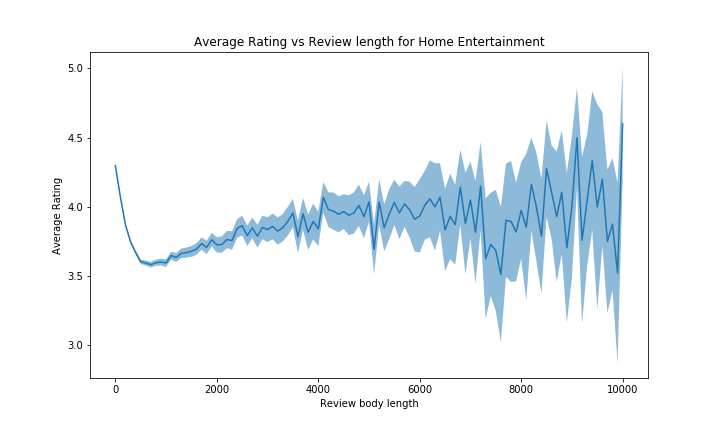 Average Rating vs Review length for Home Entertainment
5.0
4.5
4.0
3.5
3.0
Average Rating
0 2000 4000 6000 8000 10000
Review body length